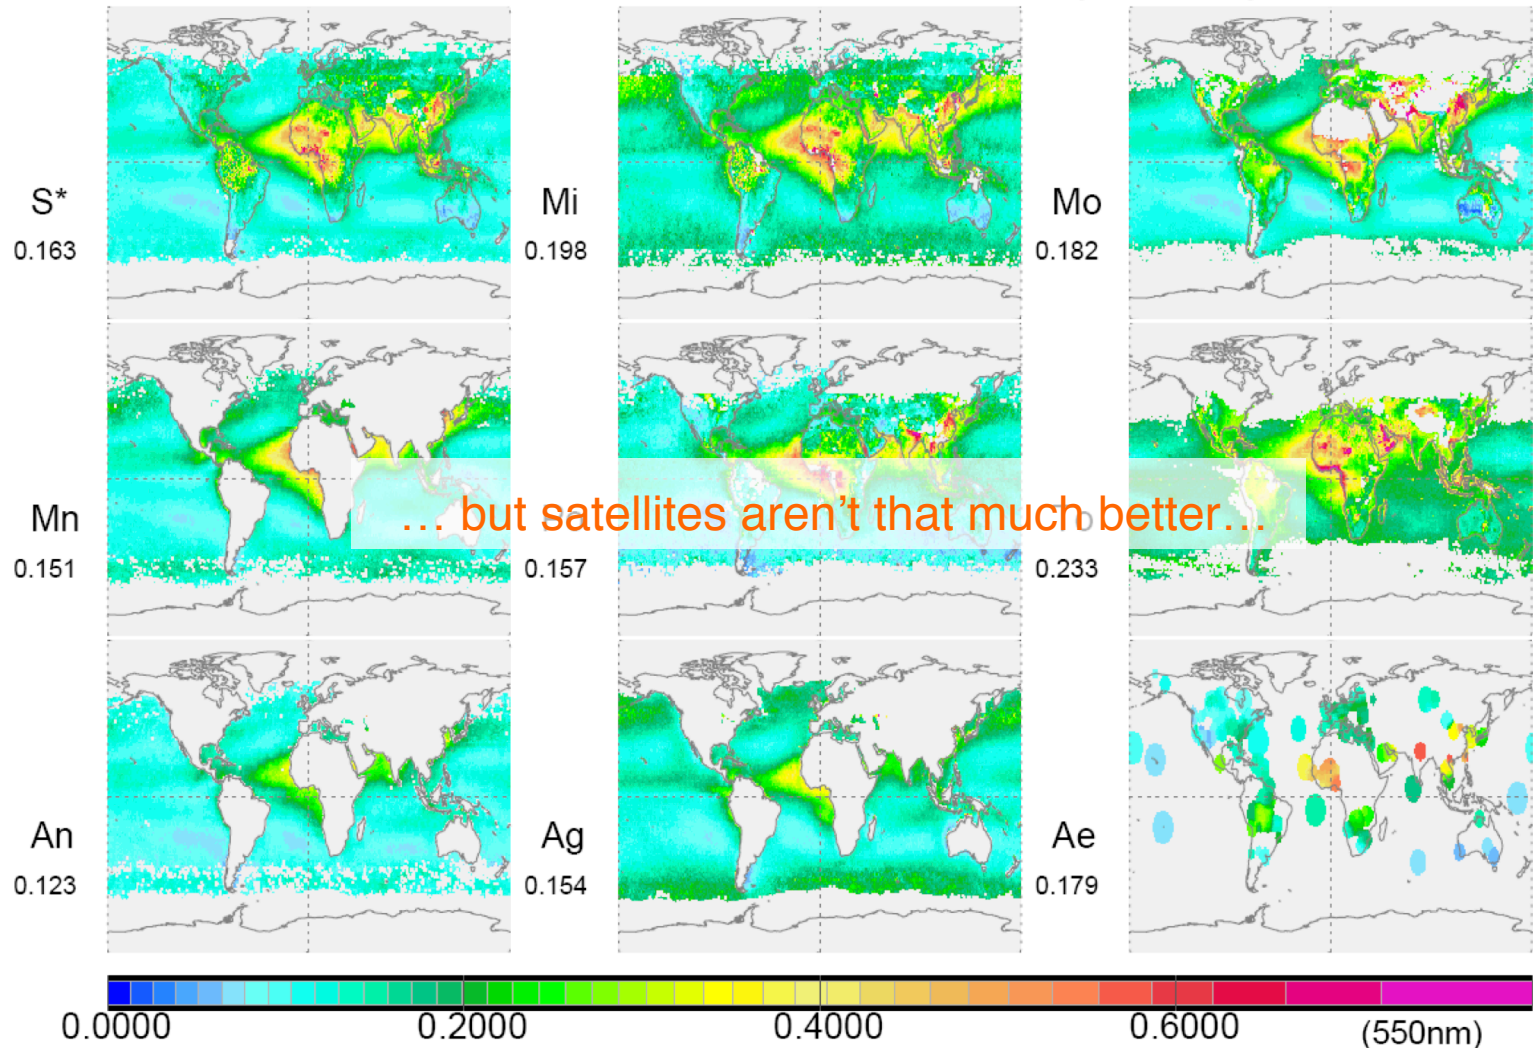 S*
0.163
Mi
0.198
Mo
0.182
Mn
0.151
… but satellites aren't that much better…
0.157
0.233
An
0.123
Ag
0.154
Ae
0.179
0.0000
0.2000
0.4000
0.6000
(550nm)